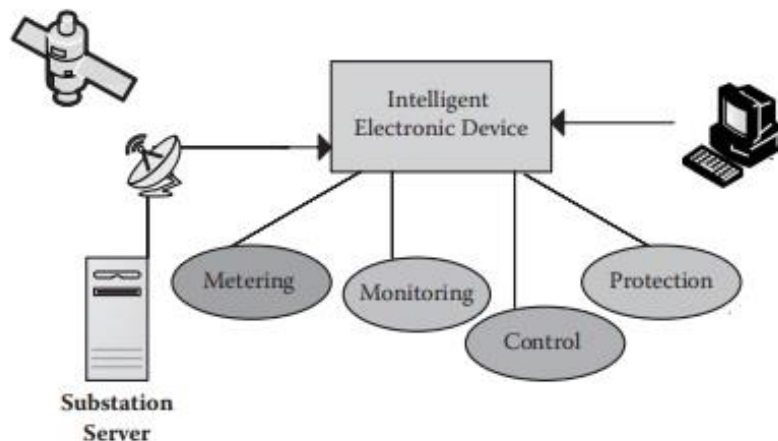 Intelligent
Electronic Device
Metering
Monitoring
Control
Protection
Substation
Server